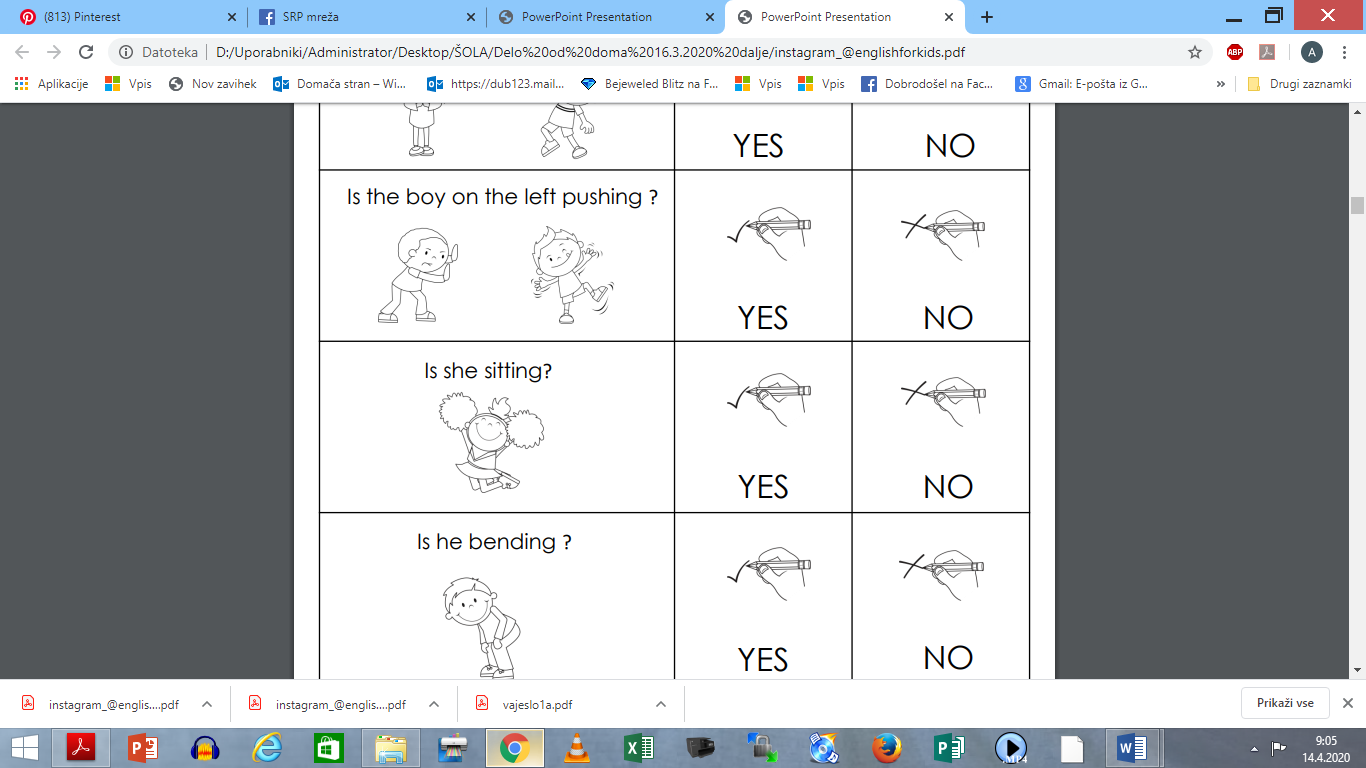 (813) Pinterest
SRP mreža
PowerPoint Presentation
PowerPoint Presentation
Datoteka
D:/Uporabniki/Administrator/Desktop/ŠOLA/Delo%20od%20doma%2016.3.2020%20dalje/instagram_@englishforkids.pdf
ABP
A
Aplikacije
Vpis
Nov zavihek
Domača stran – Wi...
https://dub123.mail...
Bejeweled Blitz na F...
Vpis
Vpis
Dobrodošel na Fac...
Gmail: E-pošta iz G...
»
Drugi zaznamki
YES
NO
Is the boy on the left pushing ?
YES
NO
Is she sitting?
YES
NO
Is he bending ?
YES
NO
instagram_@englis....pdf
instagram_@englis....pdf
vajeslo1a.pdf
Prikaži vse
MP4
9:05
14.4.2020